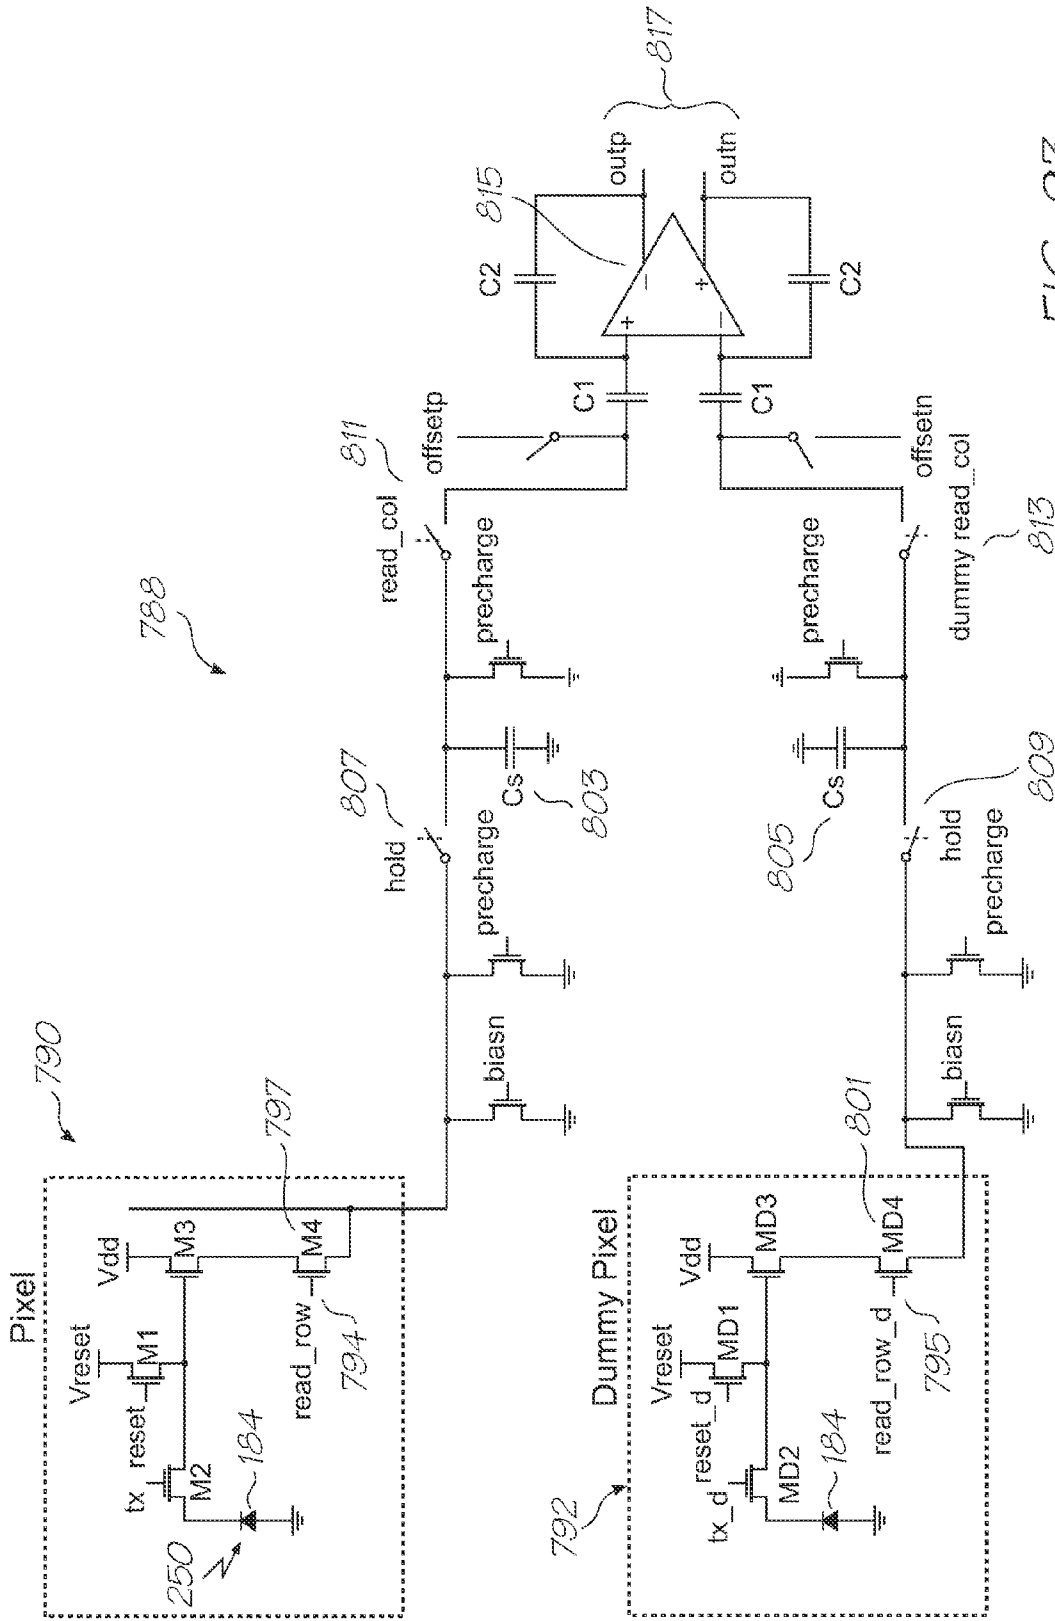 Pixel
790
Vreset
Vdd
tx
reset
M1
M2
M3
M4
797
250
184
read_row
794
biasn
precharge
hold
807
Cs
803
788
precharge
read_col
811
offsetp
C1
C2
815
outp
817
outn
C1
C2
Dummy Pixel
792
Vreset
Vdd
tx_d
reset_d
MD1
MD2
MD3
MD4
801
184
read_row_d
795
biasn
precharge
hold
809
Cs
805
precharge
dummy read_col
813
offsetn